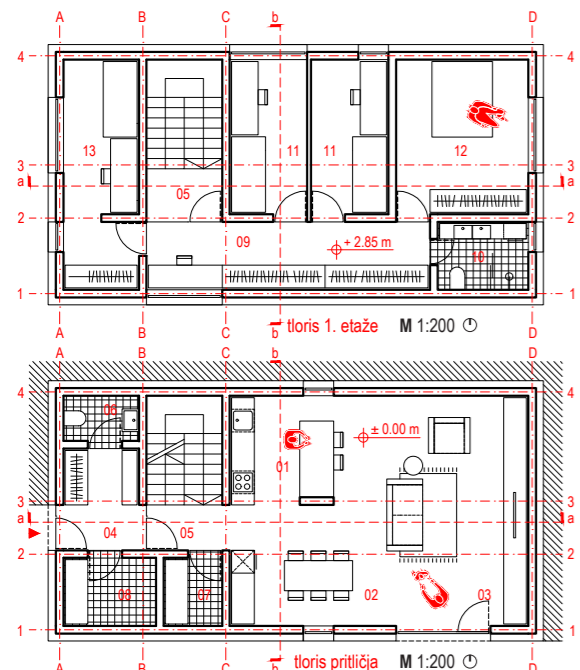 A B C b D
4 4
13 11 11 12
3 3
a a
05
2 2
09 + 2.85 m 10
1 1
tloris 1. etaže M 1:200
A B C b D
4 4
06
± 0.00 m
01
3 3
a a
04 05
2 2
08 07 02 03
1 1
tloris pritličja M 1:200
A B C b D